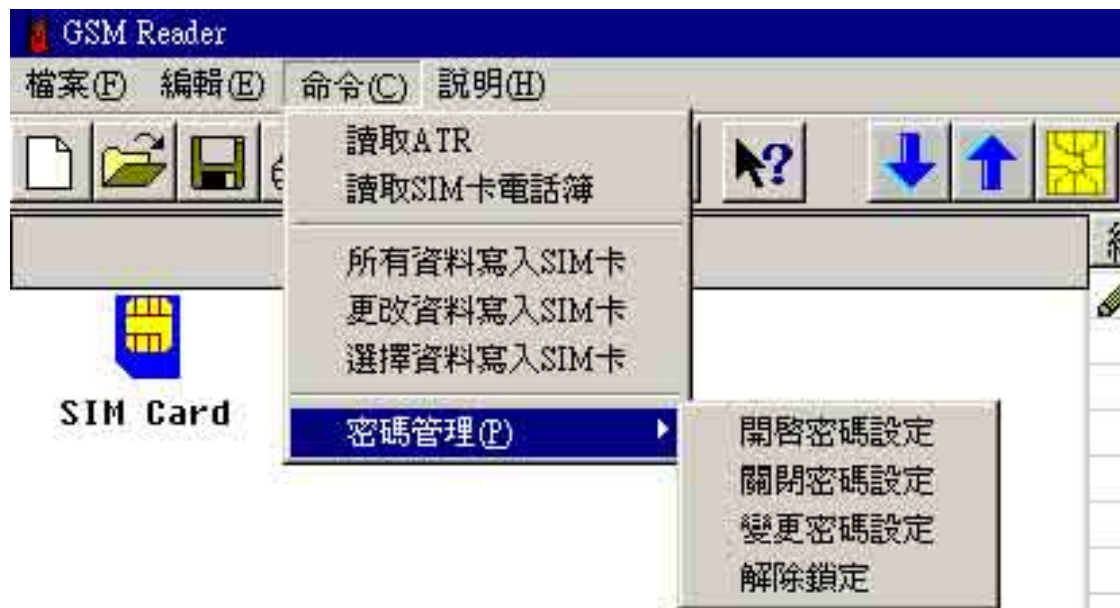 GSM Reader
檔案(F) 編輯(E) 命令(C) 說明(H)
讀取ATR
讀取SIM卡電話簿
所有資料寫入SIM卡
更改資料寫入SIM卡
選擇資料寫入SIM卡
SIM Card
密碼管理(P)
開啓密碼設定
關閉密碼設定
變更密碼設定
解除鎖定